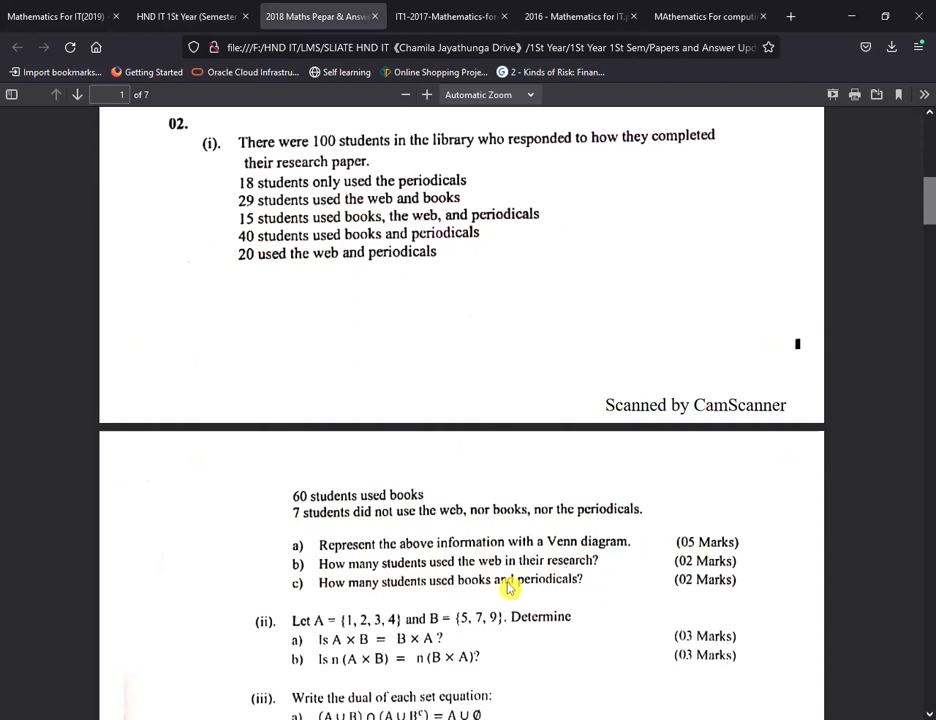 Mathematics For IT(2019)
HND IT 1St Year (Semester
2018 Maths Pepar & Answ
IT1-2017-Mathematics-for-
2016 - Mathematics for IT.
MAthematics For computi
file:///F:/HND IT/LMS/SLIATE HND IT 《Chamila Jayathunga Drive》/1St Year/1St Year 1St Sem/Papers and Answer Upd
Import bookmarks...
Getting Started
Oracle Cloud Infrastru...
Self learning
Online Shopping Proje...
2 - Kinds of Risk: Finan...
1 of 7
Automatic Zoom
02.
(i). There were 100 students in the library who responded to how they completed
their research paper.
18 students only used the periodicals
29 students used the web and books
15 students used books, the web, and periodicals
40 students used books and periodicals
20 used the web and periodicals
Scanned by CamScanner
60 students used books
7 students did not use the web, nor books, nor the periodicals.
a) Represent the above information with a Venn diagram. (05 Marks)
b) How many students used the web in their research? (02 Marks)
c) How many students used books and periodicals? (02 Marks)
(ii). Let A = {1, 2, 3, 4} and B = {5, 7, 9}. Determine
a) Is A × B = B × A ? (03 Marks)
b) Is n (A × B) = n (B × A)? (03 Marks)
(iii). Write the dual of each set equation:
a) (A ∪ B) ∩ (A ∪ Bᶜ) = A ∪ ∅